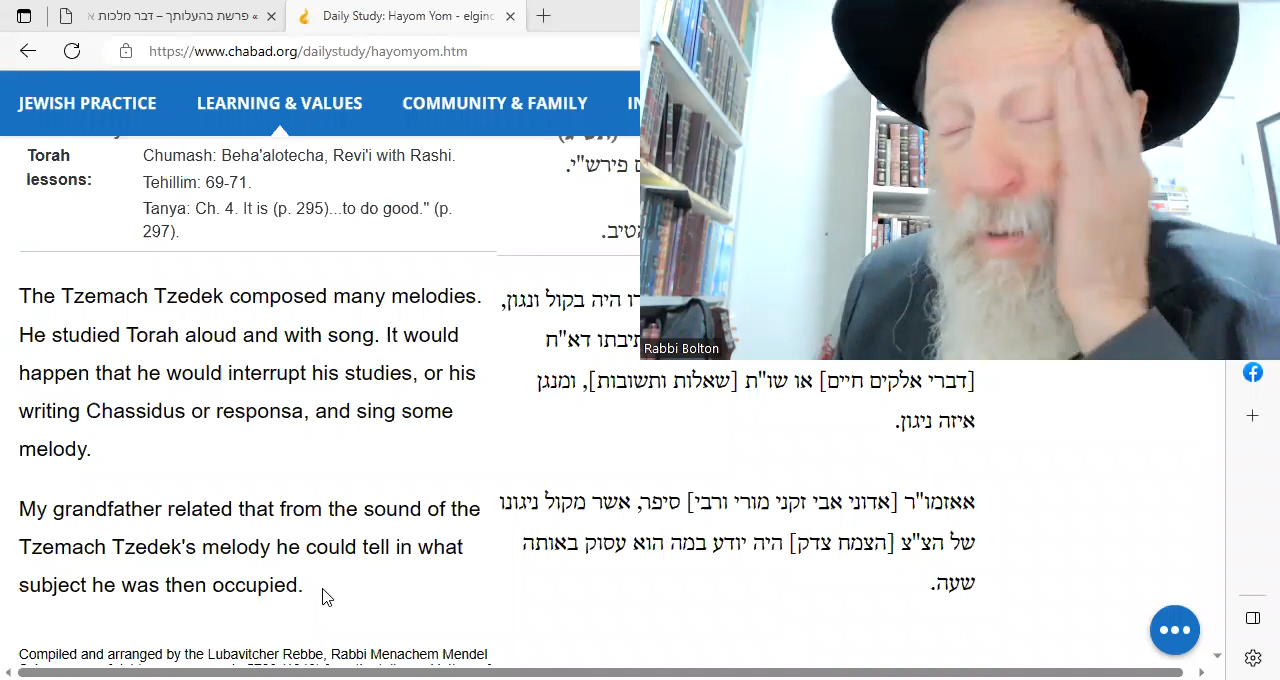 » פרשת בהעלותך – דבר מלכות א
Daily Study: Hayom Yom - elginc
https://www.chabad.org/dailystudy/hayomyom.htm
JEWISH PRACTICE LEARNING & VALUES COMMUNITY & FAMILY IN
Torah lessons:
Chumash: Beha'alotecha, Revi'i with Rashi.
Tehillim: 69-71.
Tanya: Ch. 4. It is (p. 295)...to do good." (p.
297).
ם פירש"י.
The Tzemach Tzedek composed many melodies.
He studied Torah aloud and with song. It would
happen that he would interrupt his studies, or his
writing Chassidus or responsa, and sing some
melody.
My grandfather related that from the sound of the
Tzemach Tzedek's melody he could tell in what
subject he was then occupied.
Compiled and arranged by the Lubavitcher Rebbe, Rabbi Menachem Mendel
היה בקול ונגון,
דא"ח
[דברי אלקים חיים] או שו"ת [שאלות ותשובות], ומנגן
איזה ניגון.
אאזמו"ר [אדוני אבי זקני מורי ורבי] סיפר, אשר מקול ניגונו
של הצ"צ [הצמח צדק] היה יודע במה הוא עסוק באותה
שעה.
Rabbi Bolton